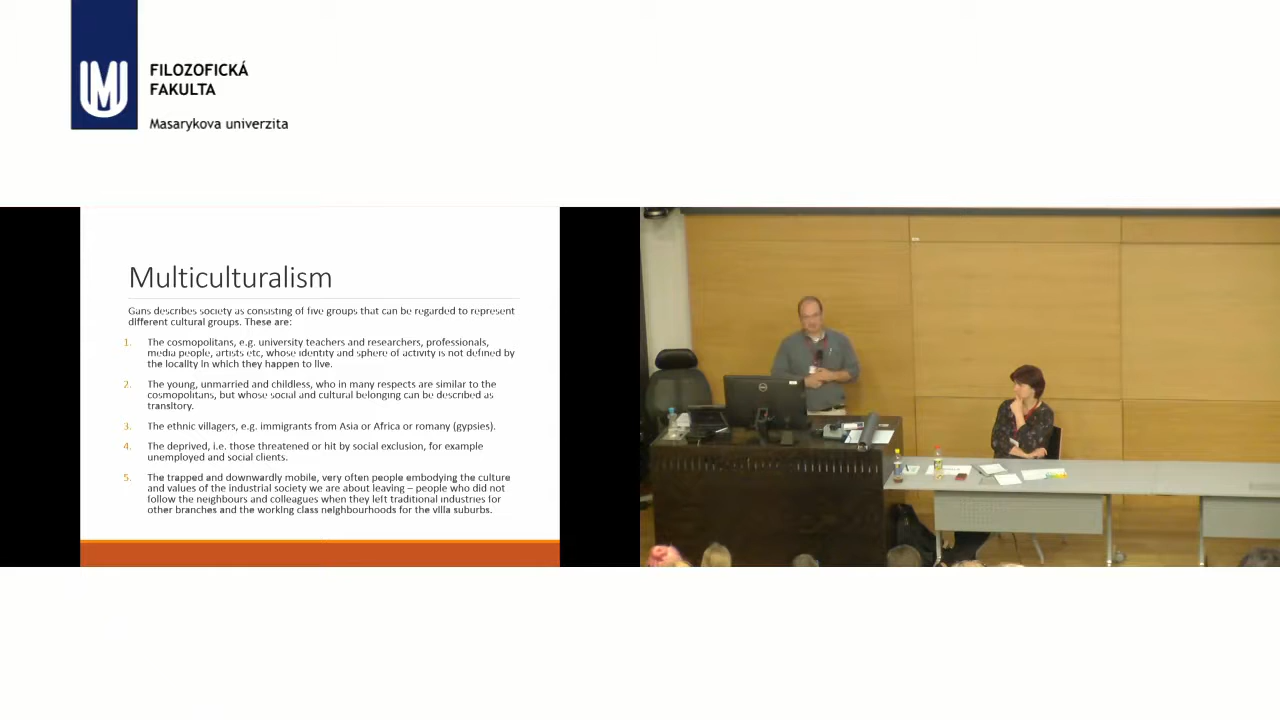 FILOZOFICKÁ
FAKULTA
Masarykova univerzita
Multiculturalism
Gans describes society as consisting of five groups that can be regarded to represent
different cultural groups. These are:
1. The cosmopolitans, e.g. university teachers and researchers, professionals,
media people, artists etc, whose identity and sphere of activity is not defined by
the locality in which they happen to live.
2. The young, unmarried and childless, who in many respects are similar to the
cosmopolitans, but whose social and cultural belonging can be described as
transitory.
3. The ethnic villagers, e.g. immigrants from Asia or Africa or romany (gypsies).
4. The deprived, i.e. those threatened or hit by social exclusion, for example
unemployed and social clients.
5. The trapped and downwardly mobile, very often people embodying the culture
and values of the industrial society we are about leaving – people who did not
follow the neighbours and colleagues when they left traditional industries for
other branches and the working class neighbourhoods for the villa suburbs.